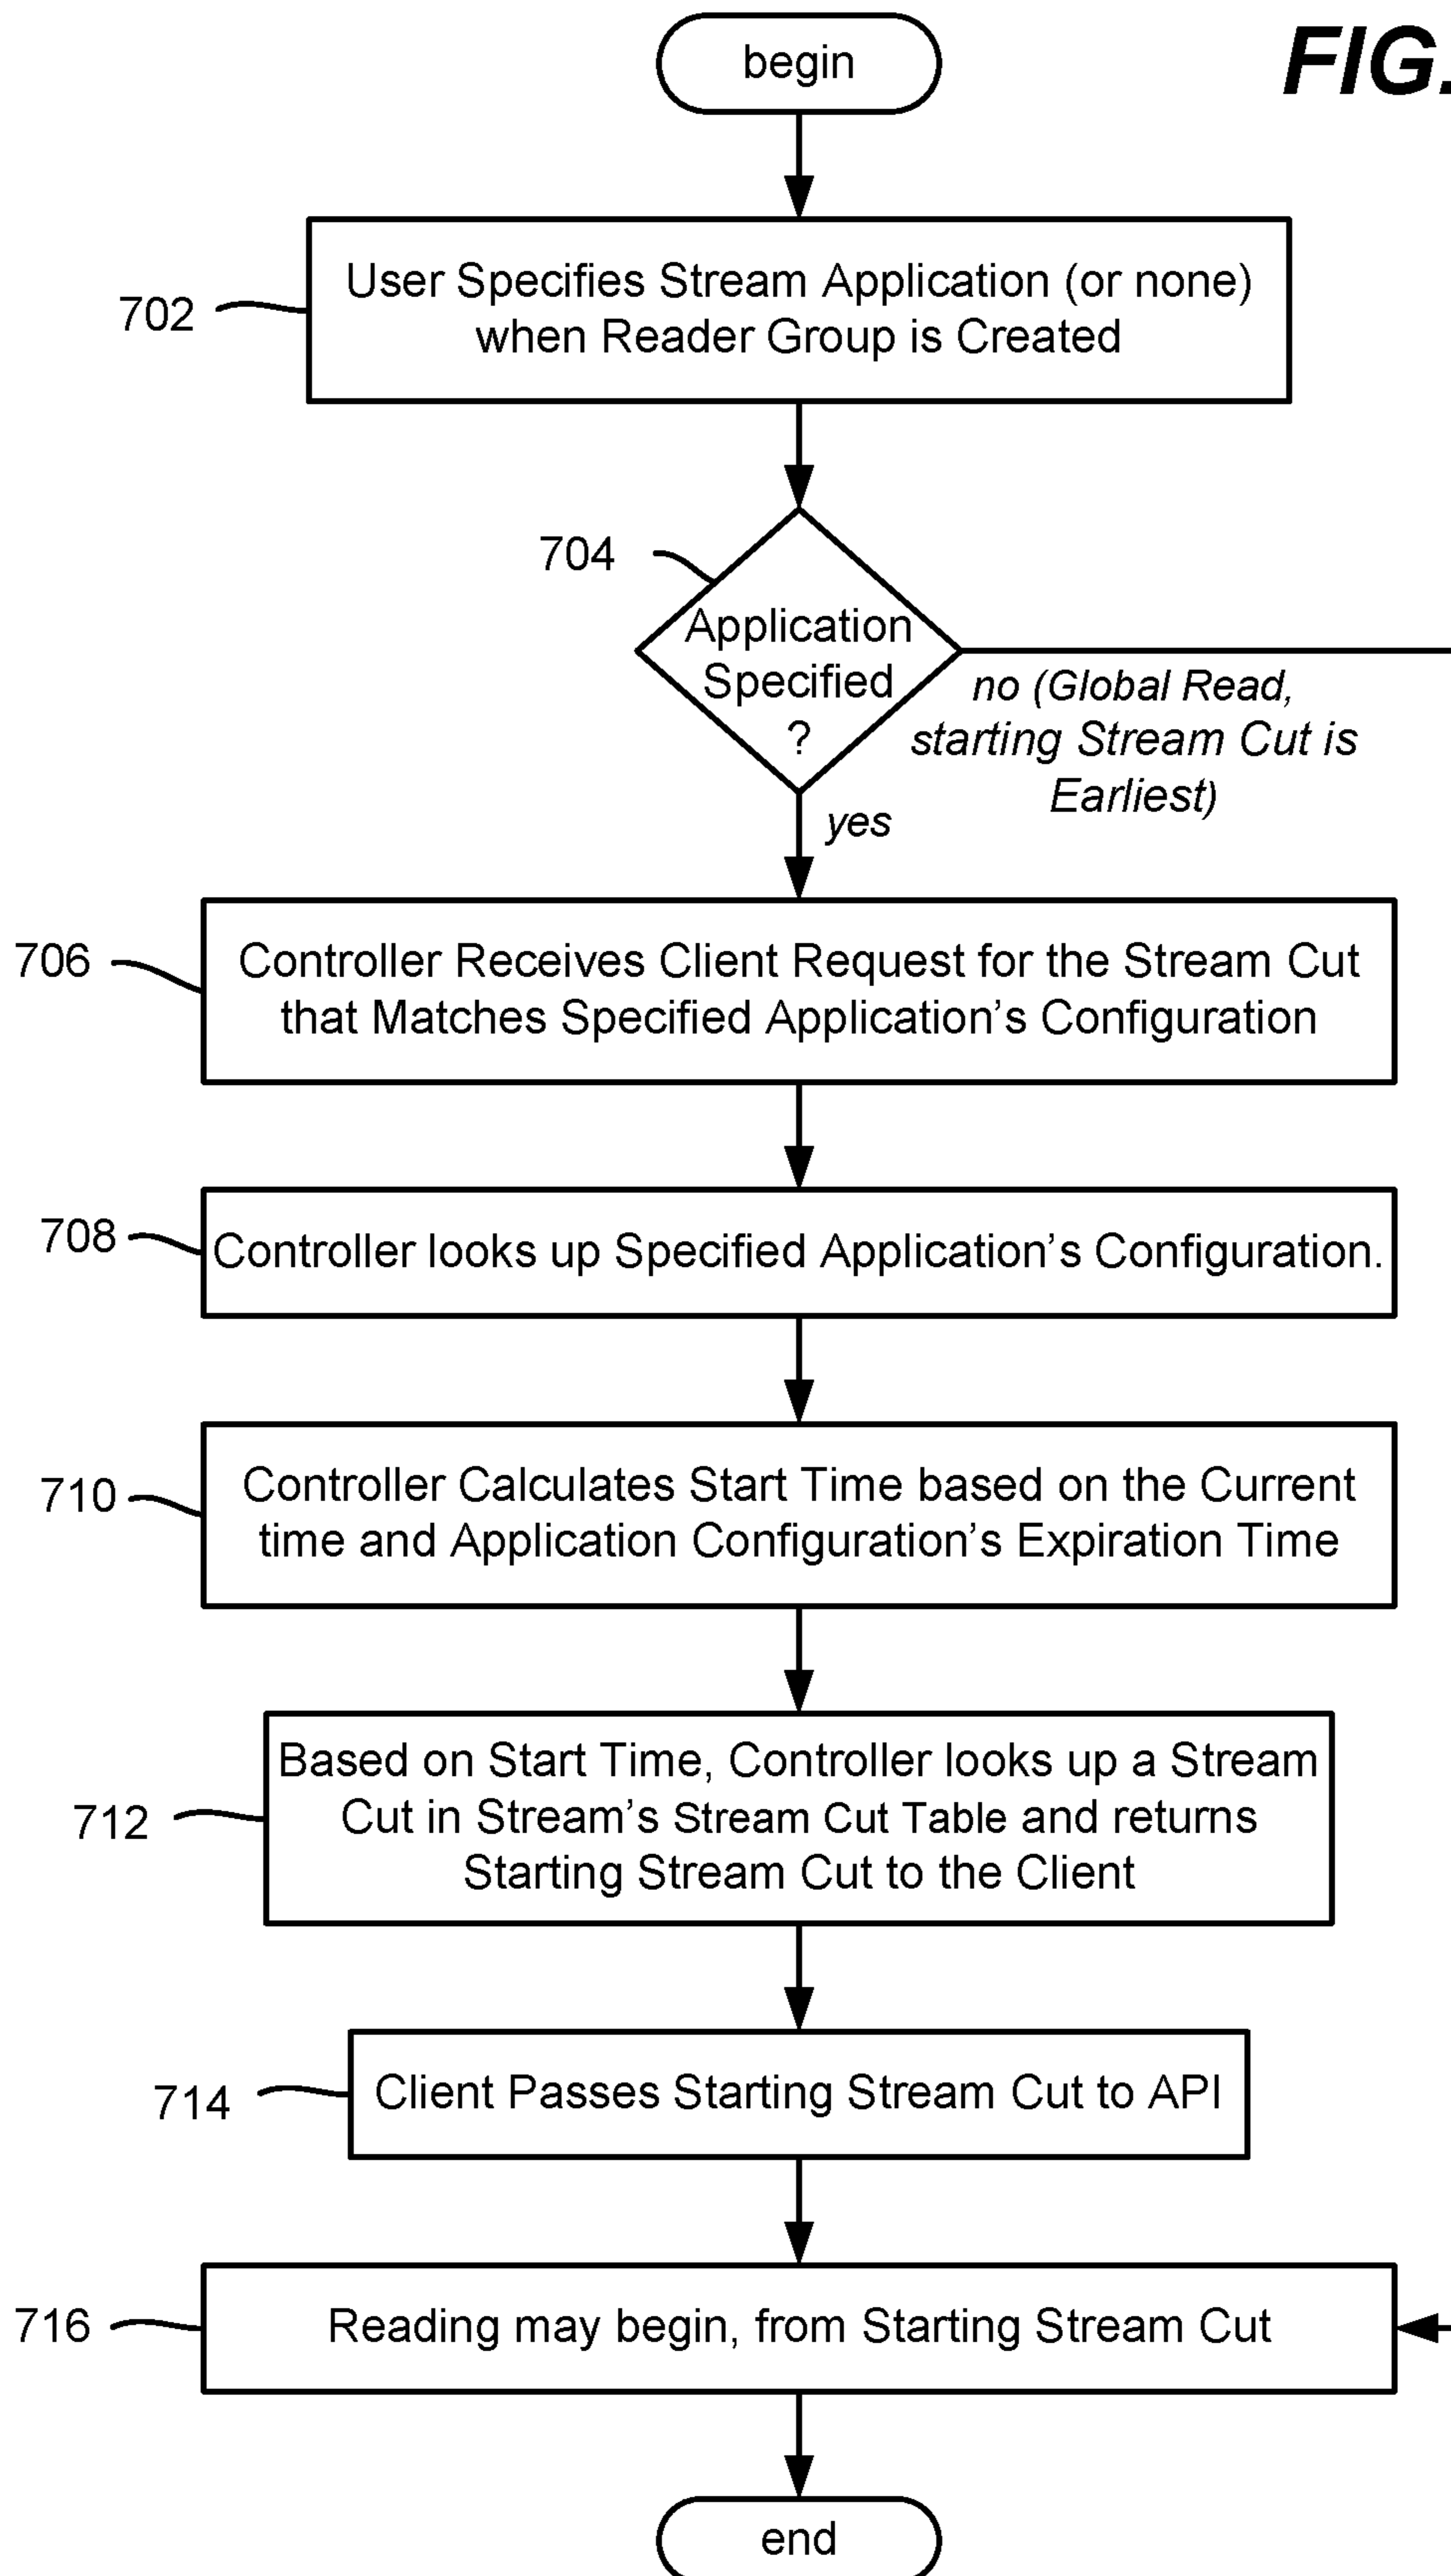 begin
FIG.
702
User Specifies Stream Application (or none)
when Reader Group is Created
704
Application
Specified
?
no (Global Read,
starting Stream Cut is
Earliest)
yes
706
Controller Receives Client Request for the Stream Cut
that Matches Specified Application's Configuration
708
Controller looks up Specified Application's Configuration.
710
Controller Calculates Start Time based on the Current
time and Application Configuration's Expiration Time
712
Based on Start Time, Controller looks up a Stream
Cut in Stream's Stream Cut Table and returns
Starting Stream Cut to the Client
714
Client Passes Starting Stream Cut to API
716
Reading may begin, from Starting Stream Cut
end